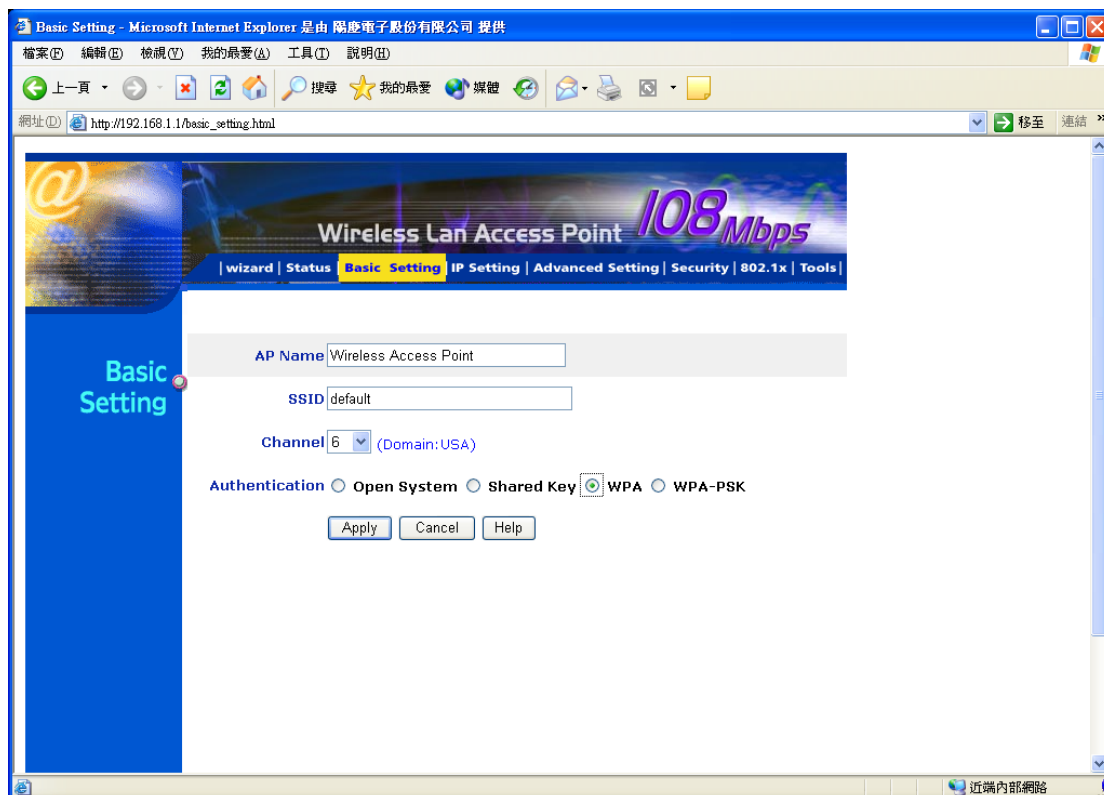 Basic Setting - Microsoft Internet Explorer 是由 陽慶電子股份有限公司 提供
檔案(F) 編輯(E) 檢視(V) 我的最愛(A) 工具(T) 說明(H)
上一頁 搜尋 我的最愛 媒體
網址(D) http://192.168.1.1/basic_setting.html 移至 連結 »
@
108Mbps
Wireless Lan Access Point
| wizard | Status | Basic Setting | IP Setting | Advanced Setting | Security | 802.1x | Tools |
Basic Setting
AP Name Wireless Access Point
SSID default
Channel 6 (Domain:USA)
Authentication Open System Shared Key WPA WPA-PSK
Apply Cancel Help
近端內部網路